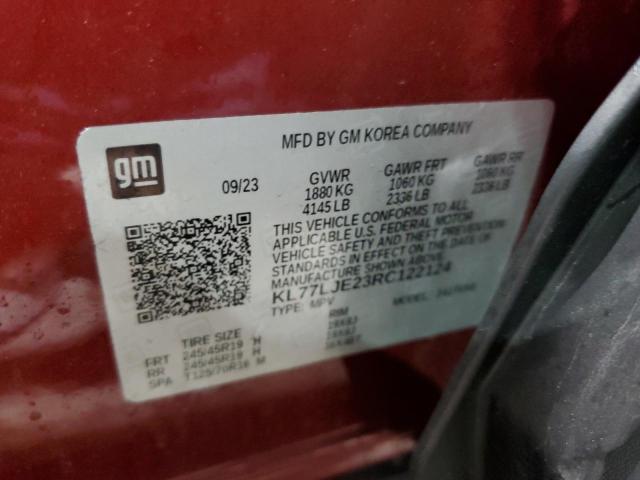 MFD BY GM KOREA COMPANY
gm
09/23
GVWR GAWR FRT GAWR RR
1880 KG 1060 KG 1060 KG
4145 LB 2336 LB 2336 LB
THIS VEHICLE CONFORMS TO ALL
APPLICABLE U.S. FEDERAL MOTOR
VEHICLE SAFETY AND THEFT PREVENTION
STANDARDS IN EFFECT ON THE DATE OF
MANUFACTURE SHOWN ABOVE.
KL77LJE23RC122124
TYPE: MPV MODEL:
TIRE SIZE RIM
FRT 245/45R19 H 19X8J
RR 245/45R19 H 19X8J
SPA T125/70R16 M